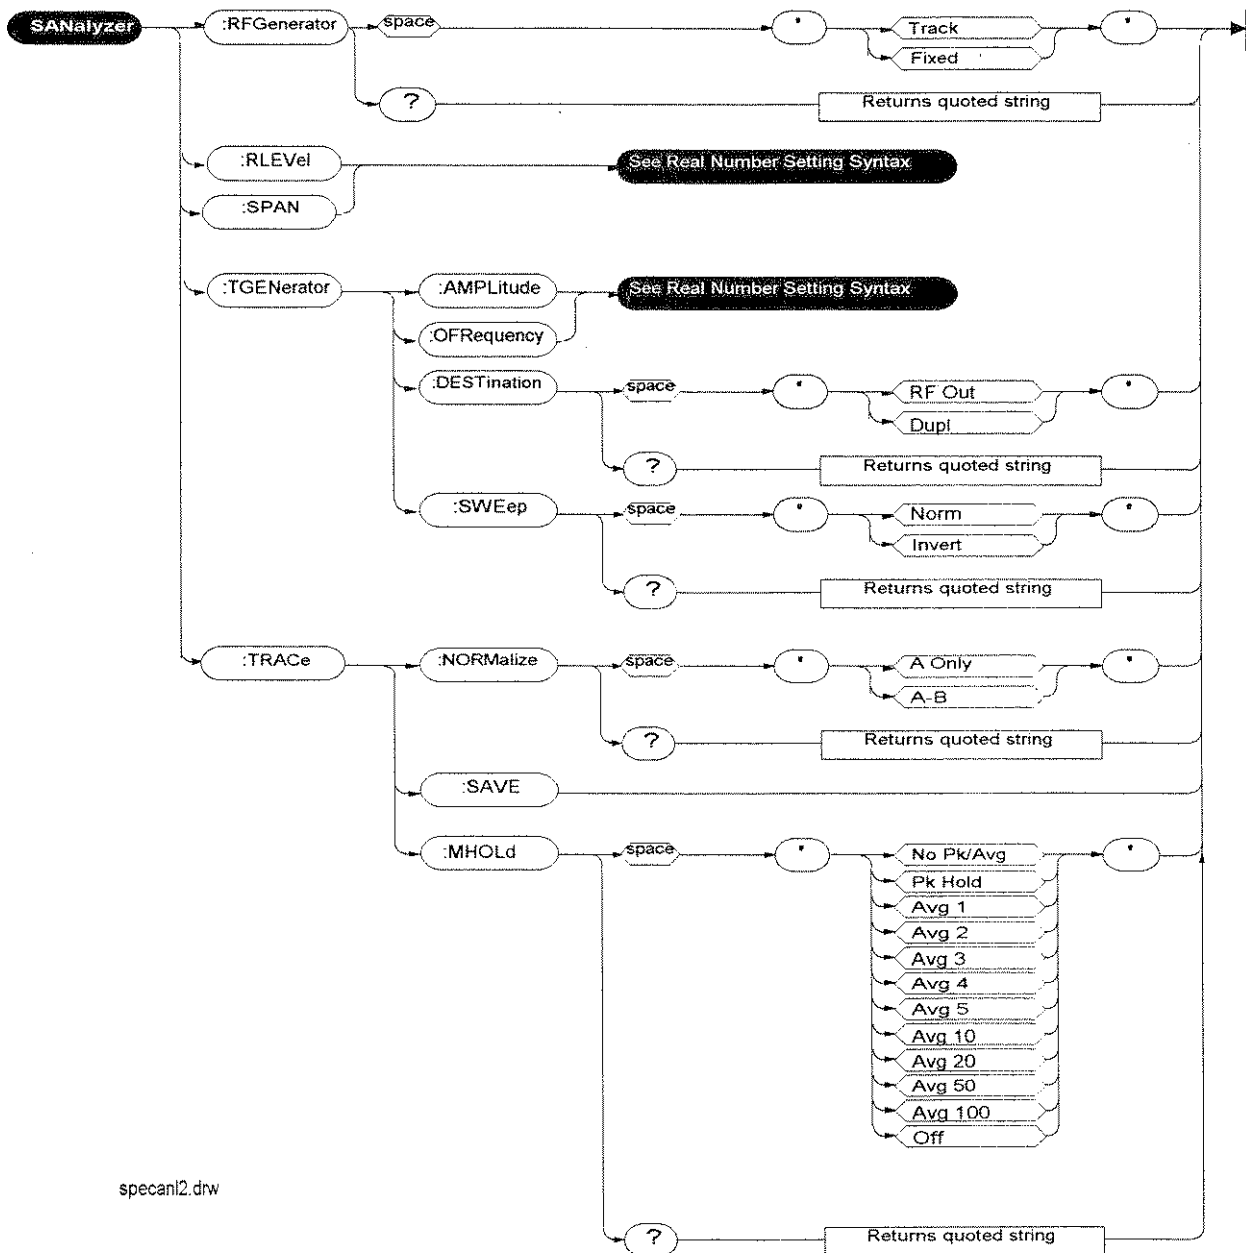 SANalyzer :RFGenerator space ' Track '
Fixed
? Returns quoted string
:RLEVel See Real Number Setting Syntax
:SPAN
:TGENerator :AMPLitude See Real Number Setting Syntax
:OFRequency
:DESTination space ' RF Out '
Dupl
? Returns quoted string
:SWEep space ' Norm '
Invert
? Returns quoted string
:TRACe :NORMalize space ' A Only '
A-B
? Returns quoted string
:SAVE
:MHOLd space ' No Pk/Avg '
Pk Hold
Avg 1
Avg 2
Avg 3
Avg 4
Avg 5
Avg 10
Avg 20
Avg 50
Avg 100
Off
specanl2.drw
? Returns quoted string